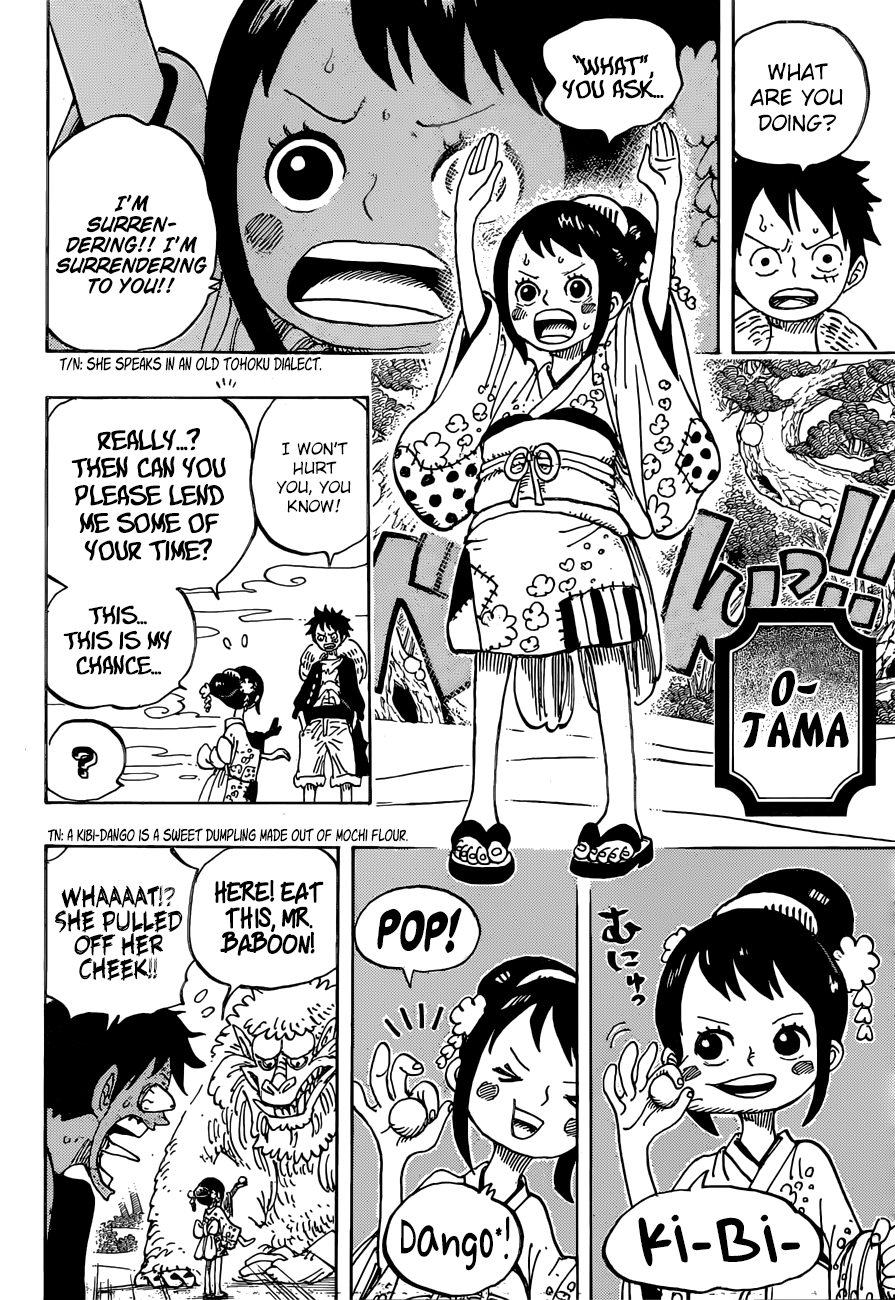 WHAT
ARE YOU
DOING?
"WHAT",
YOU ASK...
I'M
SURREN-
DERING!! I'M
SURRENDERING
TO YOU!!
T/N: SHE SPEAKS IN AN OLD TOHOKU DIALECT.
O-
TAMA
I WON'T
HURT
YOU, YOU
KNOW!
REALLY...?
THEN CAN YOU
PLEASE LEND
ME SOME OF
YOUR TIME?
THIS...
THIS IS MY
CHANCE...
?
TN: A KIBI-DANGO IS A SWEET DUMPLING MADE OUT OF MOCHI FLOUR.
むにゅっ
Ki-Bi-
POP!
Dango*!
HERE! EAT
THIS, MR.
BABOON!
WHAAAAT!?
SHE PULLED
OFF HER
CHEEK!!